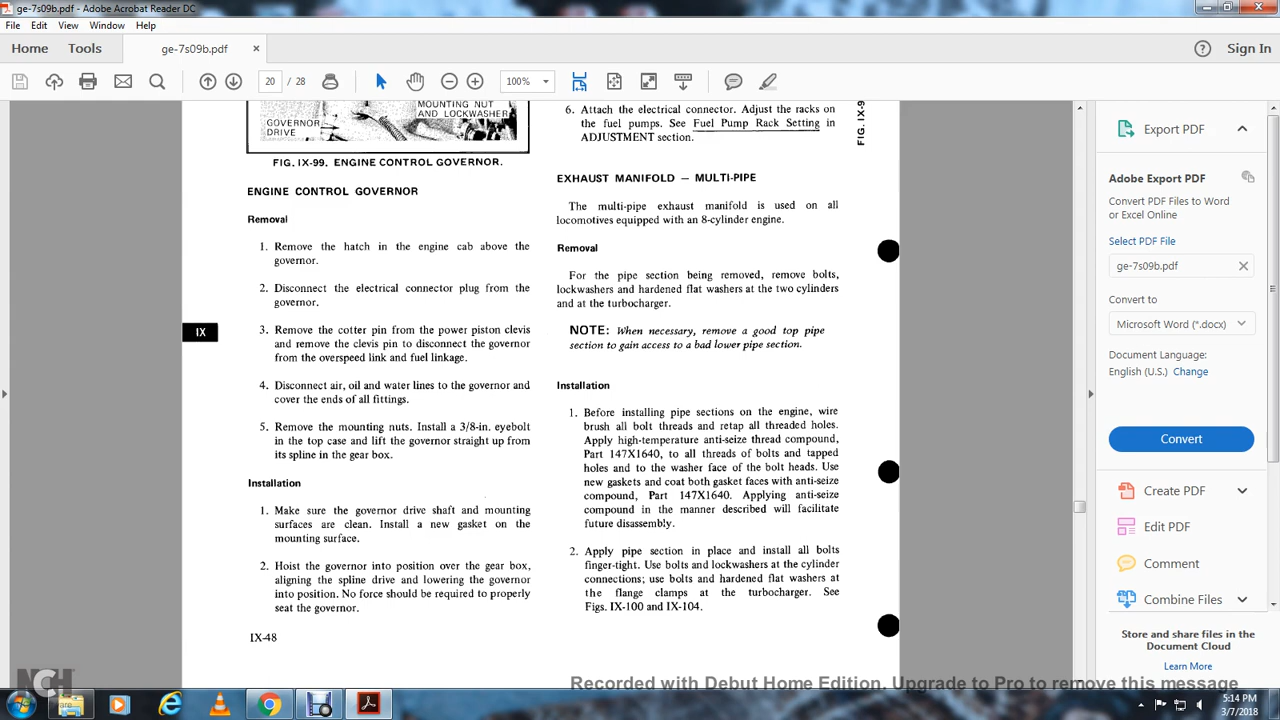 ge-7s09b.pdf - Adobe Acrobat Reader DC
File Edit View Window Help
Home Tools ge-7s09b.pdf × ? Sign In
20 / 28 100%
GOVERNOR
DRIVE
MOUNTING NUT
AND LOCKWASHER
FIG. IX-99. ENGINE CONTROL GOVERNOR.
ENGINE CONTROL GOVERNOR
Removal
1. Remove the hatch in the engine cab above the
governor.
2. Disconnect the electrical connector plug from the
governor.
3. Remove the cotter pin from the power piston clevis
and remove the clevis pin to disconnect the governor
from the overspeed link and fuel linkage.
4. Disconnect air, oil and water lines to the governor and
cover the ends of all fittings.
5. Remove the mounting nuts. Install a 3/8-in. eyebolt
in the top case and lift the governor straight up from
its spline in the gear box.
Installation
1. Make sure the governor drive shaft and mounting
surfaces are clean. Install a new gasket on the
mounting surface.
2. Hoist the governor into position over the gear box,
aligning the spline drive and lowering the governor
into position. No force should be required to properly
seat the governor.
IX-48
IX
6. Attach the electrical connector. Adjust the racks on
the fuel pumps. See Fuel Pump Rack Setting in
ADJUSTMENT section.
FIG. IX-9
EXHAUST MANIFOLD — MULTI-PIPE
The multi-pipe exhaust manifold is used on all
locomotives equipped with an 8-cylinder engine.
Removal
For the pipe section being removed, remove bolts,
lockwashers and hardened flat washers at the two cylinders
and at the turbocharger.
NOTE: When necessary, remove a good top pipe
section to gain access to a bad lower pipe section.
Installation
1. Before installing pipe sections on the engine, wire
brush all bolt threads and retap all threaded holes.
Apply high-temperature anti-seize thread compound,
Part 147X1640, to all threads of bolts and tapped
holes and to the washer face of the bolt heads. Use
new gaskets and coat both gasket faces with anti-seize
compound, Part 147X1640. Applying anti-seize
compound in the manner described will facilitate
future disassembly.
2. Apply pipe section in place and install all bolts
finger-tight. Use bolts and lockwashers at the cylinder
connections; use bolts and hardened flat washers at
the flange clamps at the turbocharger. See
Figs. IX-100 and IX-104.
Export PDF
Adobe Export PDF
Convert PDF Files to Word
or Excel Online
Select PDF File
ge-7s09b.pdf
Convert to
Microsoft Word (*.docx)
Document Language:
English (U.S.) Change
Convert
Create PDF
Edit PDF
Comment
Combine Files
Store and share files in the
Document Cloud
Learn More
NCH
ware
Recorded with Debut Home Edition. Upgrade to Pro to remove this message
5:14 PM
3/7/2018